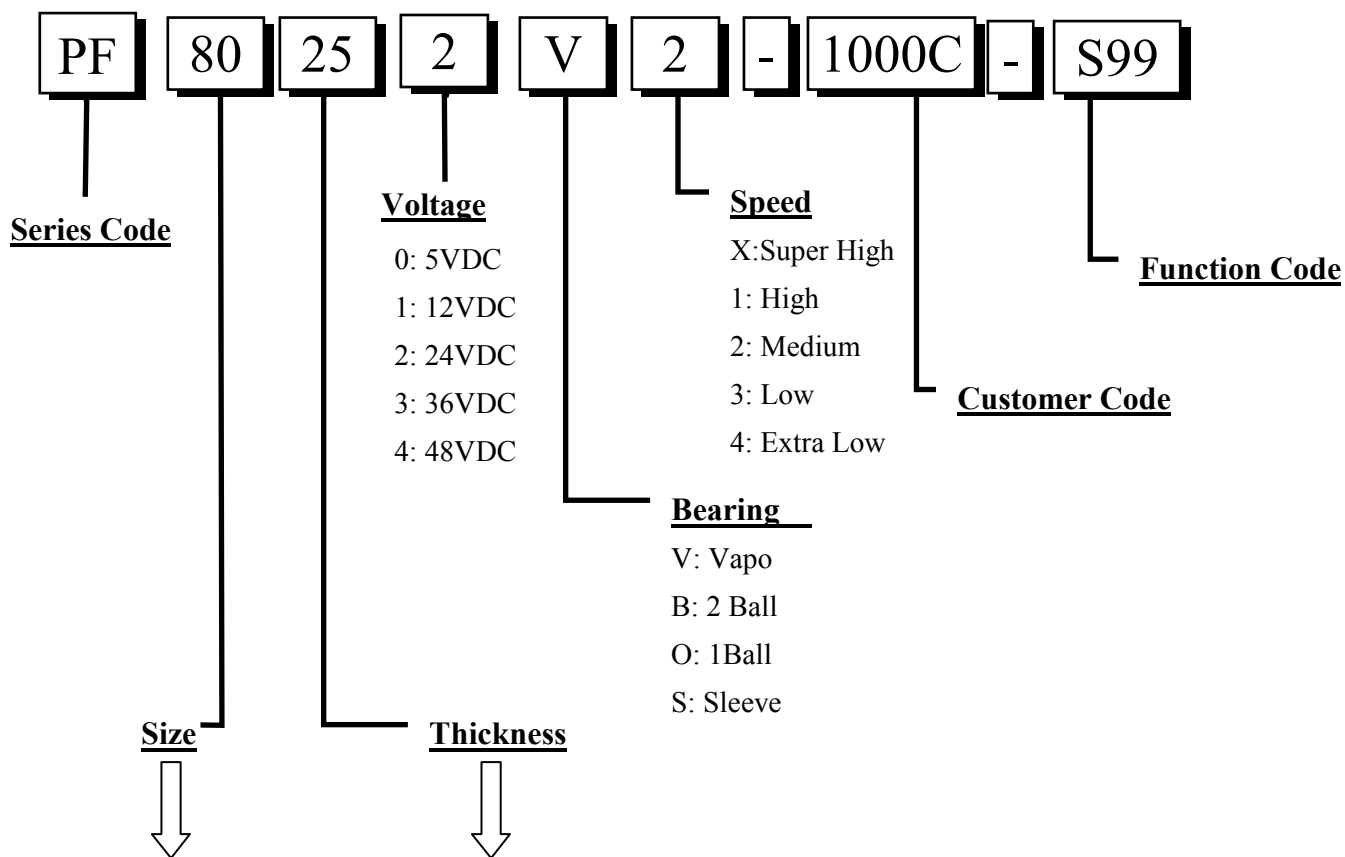 PF 80 25 2 V 2 - 1000C - S99
Series Code
Voltage
0: 5VDC
1: 12VDC
2: 24VDC
3: 36VDC
4: 48VDC
Speed
X:Super High
1: High
2: Medium
3: Low
4: Extra Low
Function Code
Customer Code
Bearing
V: Vapo
B: 2 Ball
O: 1Ball
S: Sleeve
Size
Thickness